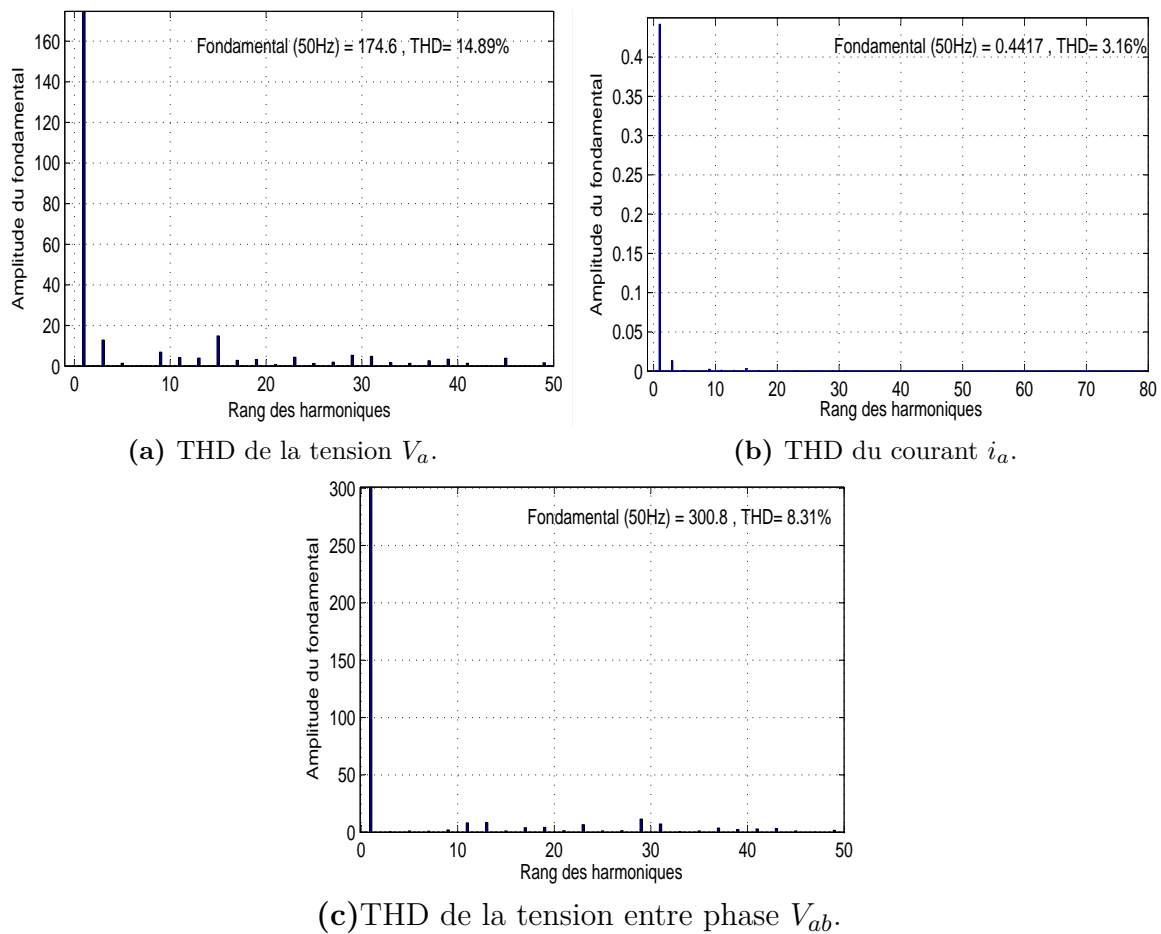 Fondamental (50Hz) = 174.6 , THD= 14.89%
Amplitude du fondamental
160
140
120
100
80
60
40
20
0
0 10 20 30 40 50
Rang des harmoniques
(a) THD de la tension Va.
Fondamental (50Hz) = 0.4417 , THD= 3.16%
Amplitude du fondamental
0.4
0.35
0.3
0.25
0.2
0.15
0.1
0.05
0
0 10 20 30 40 50 60 70 80
Rang des harmoniques
(b) THD du courant ia.
Fondamental (50Hz) = 300.8 , THD= 8.31%
Amplitude du fondamental
300
250
200
150
100
50
0
0 10 20 30 40 50
Rang des harmoniques
(c)THD de la tension entre phase Vab.